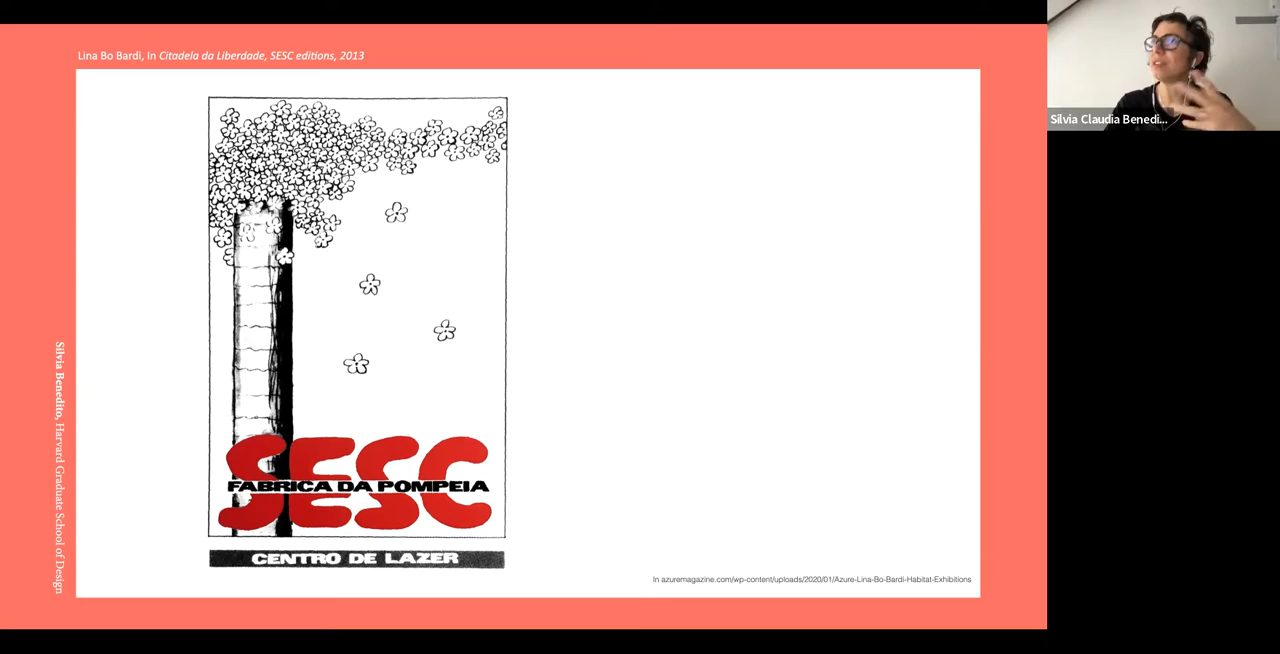 Lina Bo Bardi, In Citadela da Liberdade, SESC editions, 2013
SESC
FABRICA DA POMPEIA
CENTRO DE LAZER
In azuremagazine.com/wp-content/uploads/2020/01/Azure-Lina-Bo-Bardi-Habitat-Exhibitions
Silvia Benedito, Harvard Graduate School of Design
Silvia Claudia Benedi...